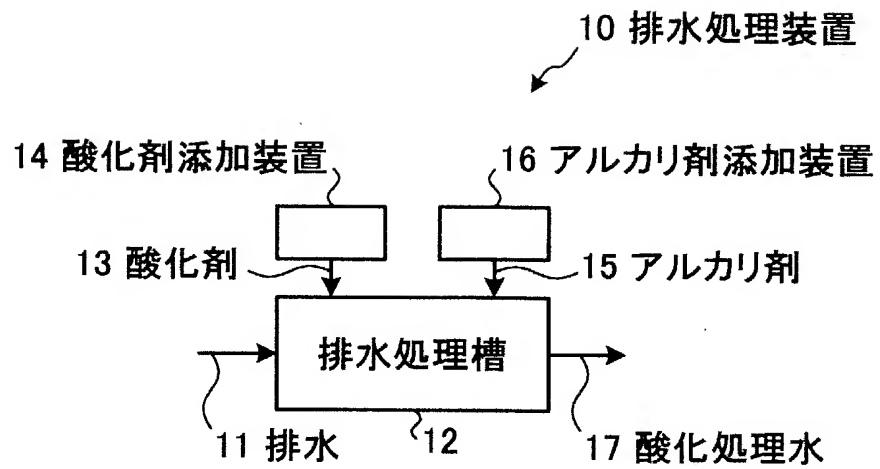 10 排水処理装置
14 酸化剤添加装置
16 アルカリ剤添加装置
13 酸化剤
15 アルカリ剤
排水処理槽
11 排水
12
17 酸化処理水